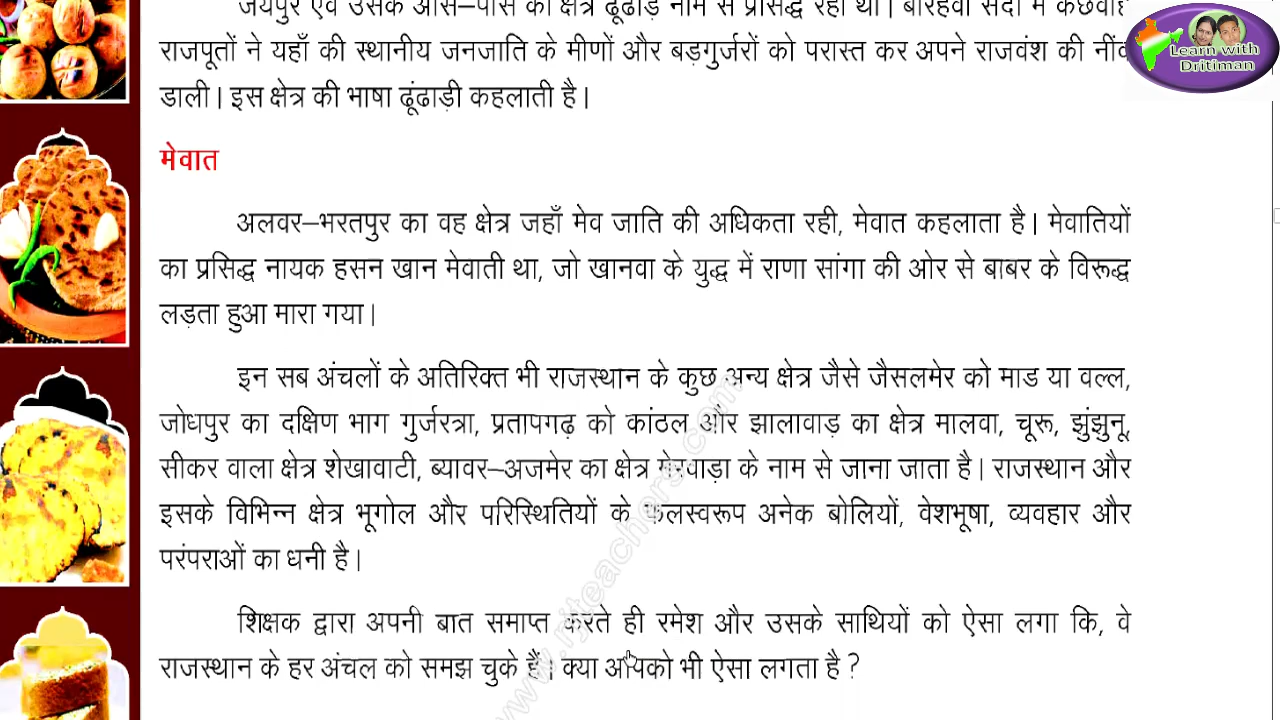 जयपुर एवं उसके आस–पास का क्षेत्र ढूंढाड़ नाम से प्रसिद्ध रहा था। बारहवीं सदी में कछवाह
राजपूतों ने यहाँ की स्थानीय जनजाति के मीणों और बड़गुर्जरों को परास्त कर अपने राजवंश की नींव
डाली। इस क्षेत्र की भाषा ढूंढाड़ी कहलाती है।
Learn with
Dritiman
मेवात
अलवर–भरतपुर का वह क्षेत्र जहाँ मेव जाति की अधिकता रही, मेवात कहलाता है। मेवातियों
का प्रसिद्ध नायक हसन खान मेवाती था, जो खानवा के युद्ध में राणा सांगा की ओर से बाबर के विरूद्ध
लड़ता हुआ मारा गया।
इन सब अंचलों के अतिरिक्त भी राजस्थान के कुछ अन्य क्षेत्र जैसे जैसलमेर को माड या वल्ल,
जोधपुर का दक्षिण भाग गुर्जरत्रा, प्रतापगढ़ को कांठल और झालावाड़ का क्षेत्र मालवा, चूरू, झुंझुनू,
सीकर वाला क्षेत्र शेखावाटी, ब्यावर–अजमेर का क्षेत्र मेरवाड़ा के नाम से जाना जाता है। राजस्थान और
इसके विभिन्न क्षेत्र भूगोल और परिस्थितियों के फलस्वरूप अनेक बोलियों, वेशभूषा, व्यवहार और
परंपराओं का धनी है।
शिक्षक द्वारा अपनी बात समाप्त करते ही रमेश और उसके साथियों को ऐसा लगा कि, वे
राजस्थान के हर अंचल को समझ चुके हैं। क्या आपको भी ऐसा लगता है ?
www.rjteachers.com